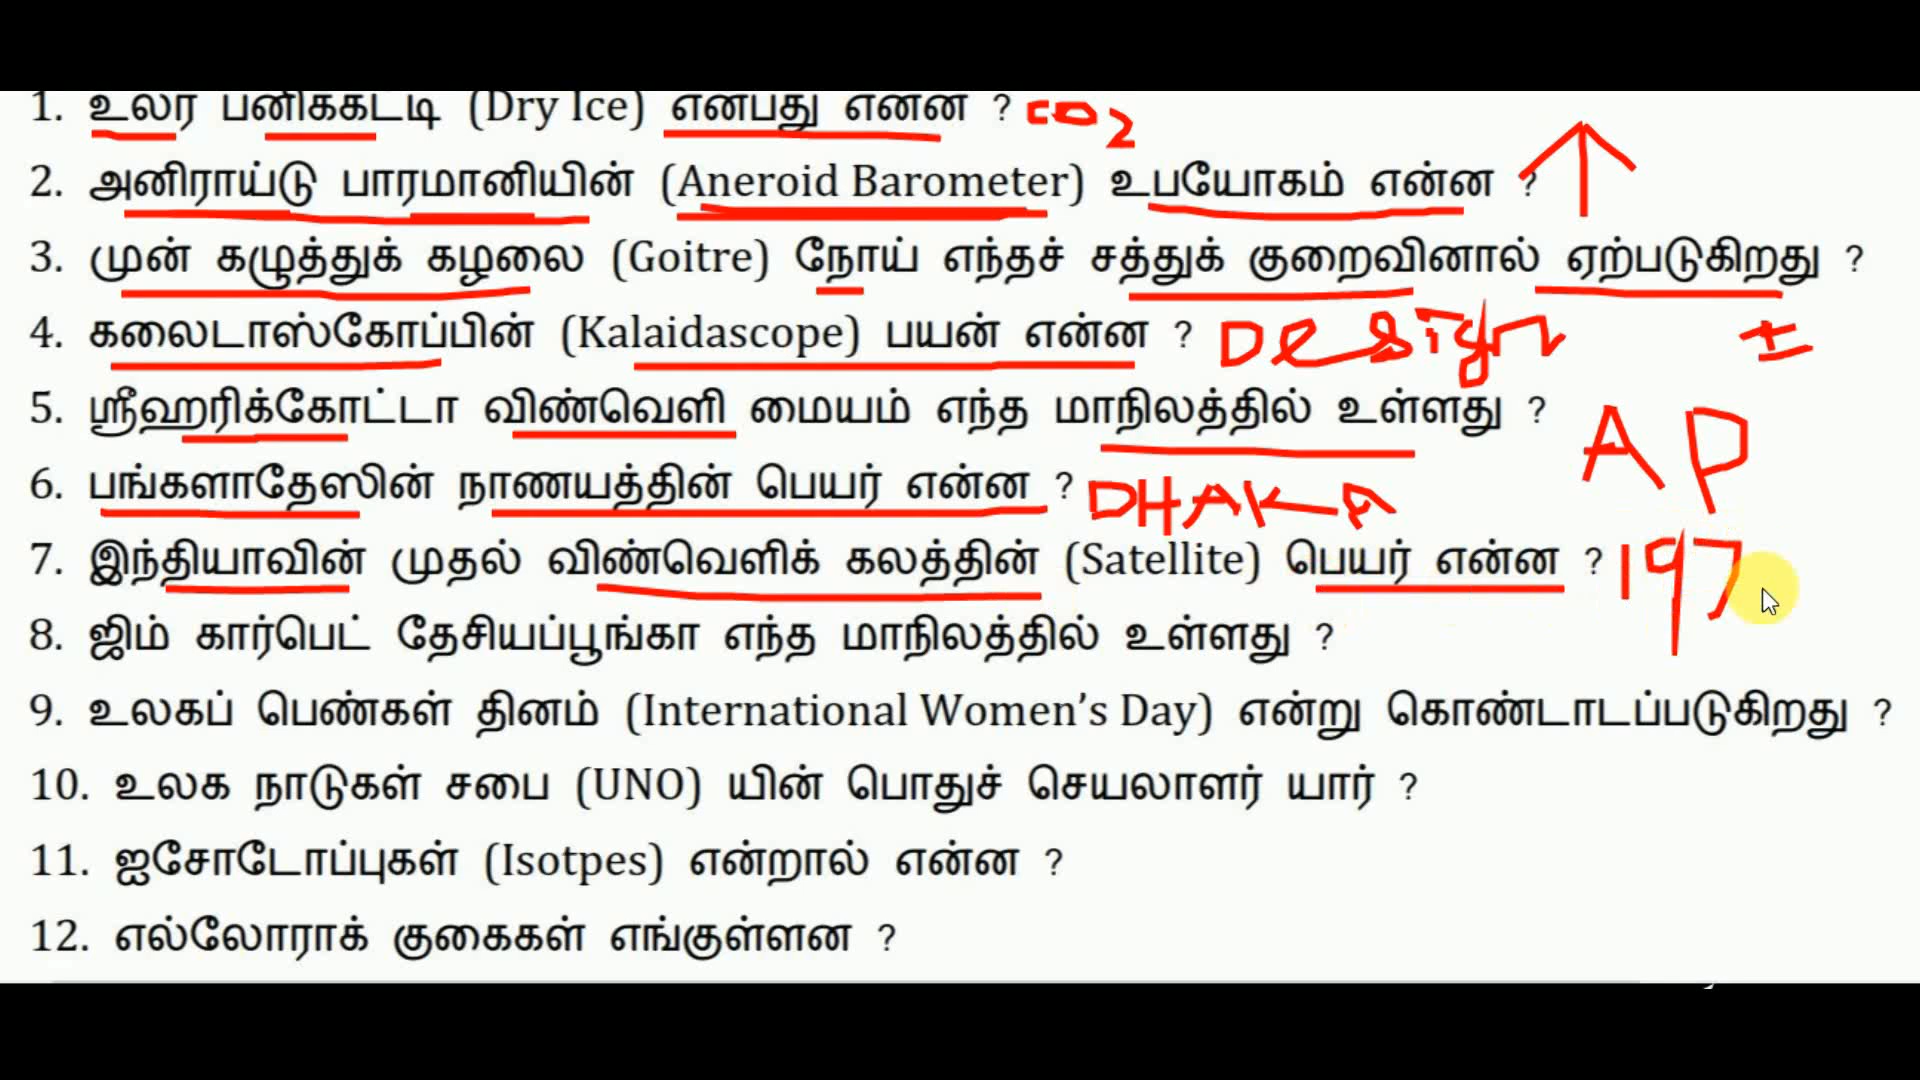 1. உலர் பனிக்கட்டி (Dry Ice) என்பது என்ன ? CO2
2. அனிராய்டு பாரமானியின் (Aneroid Barometer) உபயோகம் என்ன ?
3. முன் கழுத்துக் கழலை (Goitre) நோய் எந்தச் சத்துக் குறைவினால் ஏற்படுகிறது ?
4. கலைடாஸ்கோப்பின் (Kalaidascope) பயன் என்ன ? Design
5. ஸ்ரீஹரிக்கோட்டா விண்வெளி மையம் எந்த மாநிலத்தில் உள்ளது ? AP
6. பங்களாதேஸின் நாணயத்தின் பெயர் என்ன ? DHAKA
7. இந்தியாவின் முதல் விண்வெளிக் கலத்தின் (Satellite) பெயர் என்ன ? 197
8. ஜிம் கார்பெட் தேசியப்பூங்கா எந்த மாநிலத்தில் உள்ளது ?
9. உலகப் பெண்கள் தினம் (International Women’s Day) என்று கொண்டாடப்படுகிறது ?
10. உலக நாடுகள் சபை (UNO) யின் பொதுச் செயலாளர் யார் ?
11. ஐசோடோப்புகள் (Isotpes) என்றால் என்ன ?
12. எல்லோராக் குகைகள் எங்குள்ளன ?